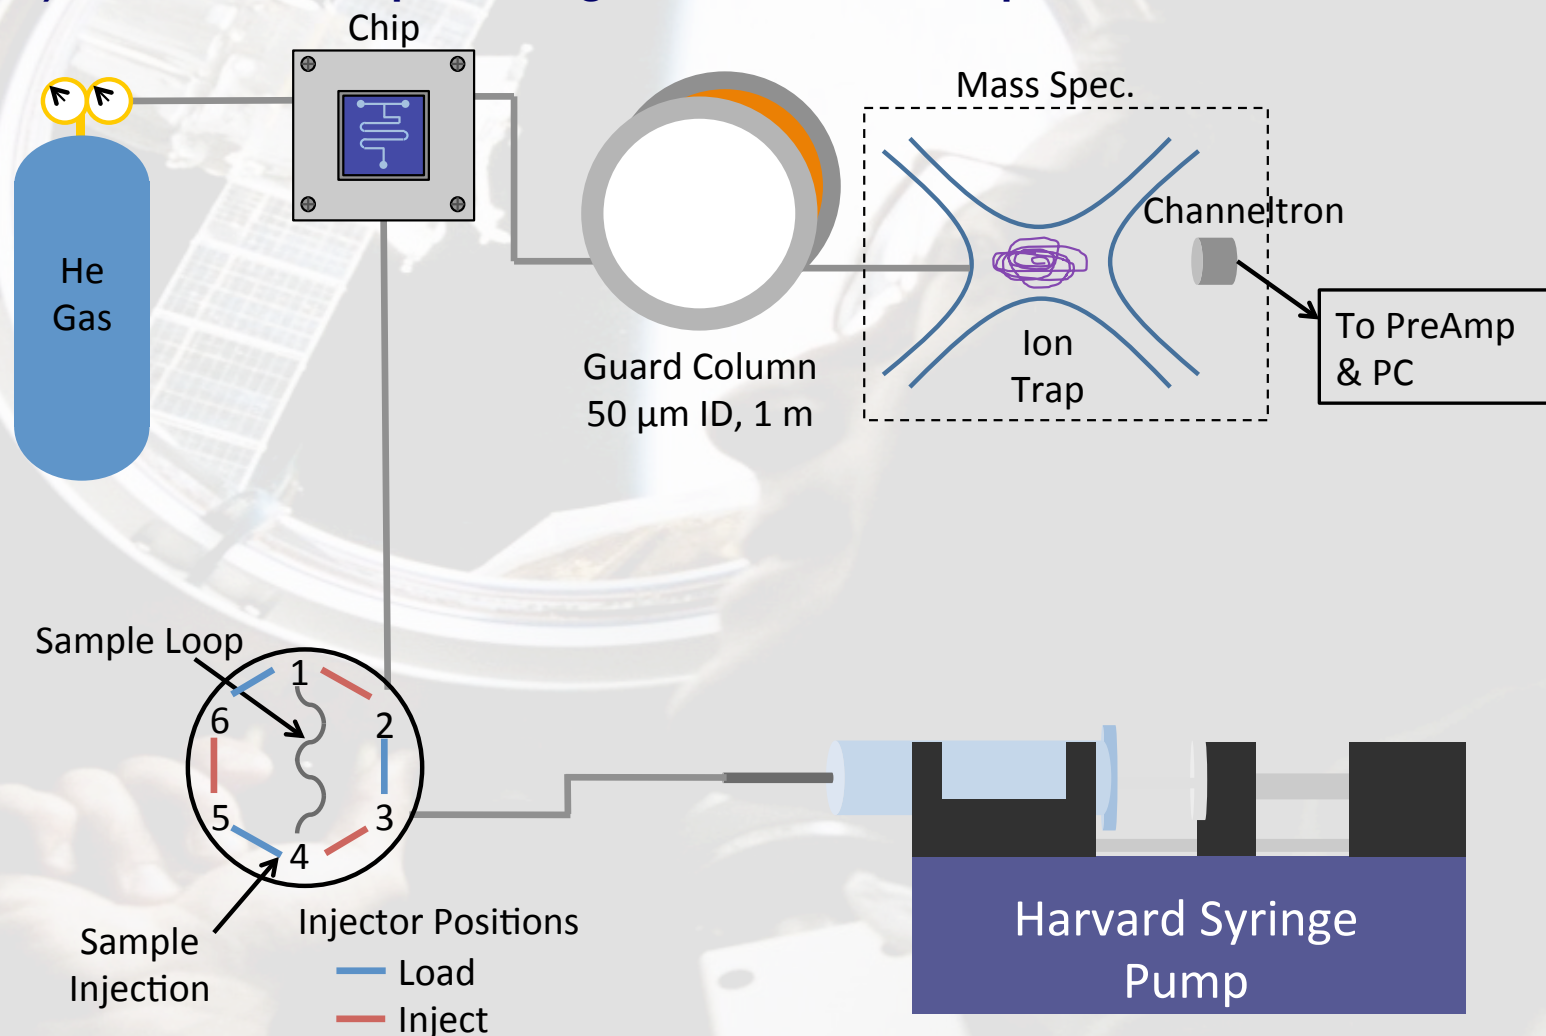 Chip
Mass Spec.
Channeltron
He
Gas
To PreAmp
& PC
Ion
Trap
Guard Column
50 μm ID, 1 m
Sample Loop
1
6
2
5
3
4
Sample
Injection
Injector Positions
Load
Inject
Harvard Syringe
Pump